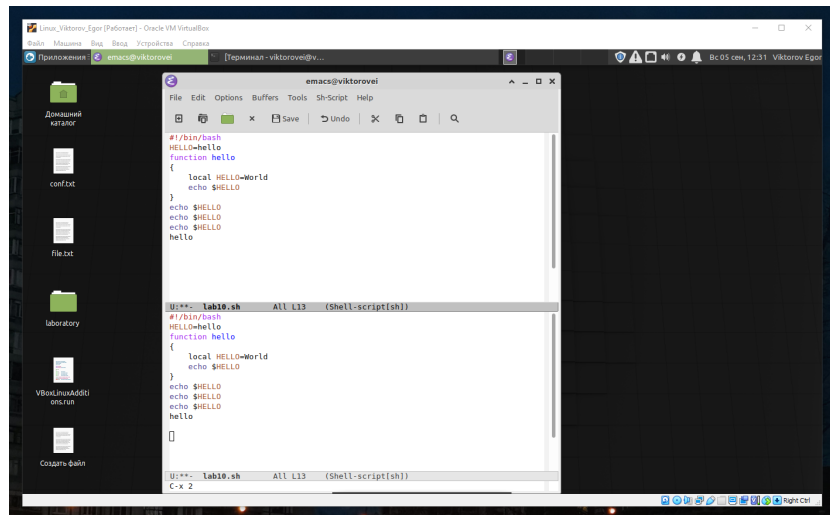 Linux_Viktorov_Egor [Работает] - Oracle VM VirtualBox
Файл Машина Вид Ввод Устройства Справка
Приложения emacs@viktorovei [Терминал - viktorovei@v... Вс 05 сен, 12:31 Viktorov Egor
Домашний
каталог
conf.txt
file.txt
laboratory
VBoxLinuxAdditi
ons.run
Создать файл
emacs@viktorovei
File Edit Options Buffers Tools Sh-Script Help
Save Undo
#!/bin/bash
HELLO=hello
function hello
{
    local HELLO=World
    echo $HELLO
}
echo $HELLO
echo $HELLO
echo $HELLO
hello
U:**- lab10.sh All L13 (Shell-script[sh])
#!/bin/bash
HELLO=hello
function hello
{
    local HELLO=World
    echo $HELLO
}
echo $HELLO
echo $HELLO
echo $HELLO
hello
U:**- lab10.sh All L13 (Shell-script[sh])
C-x 2
Right Ctrl